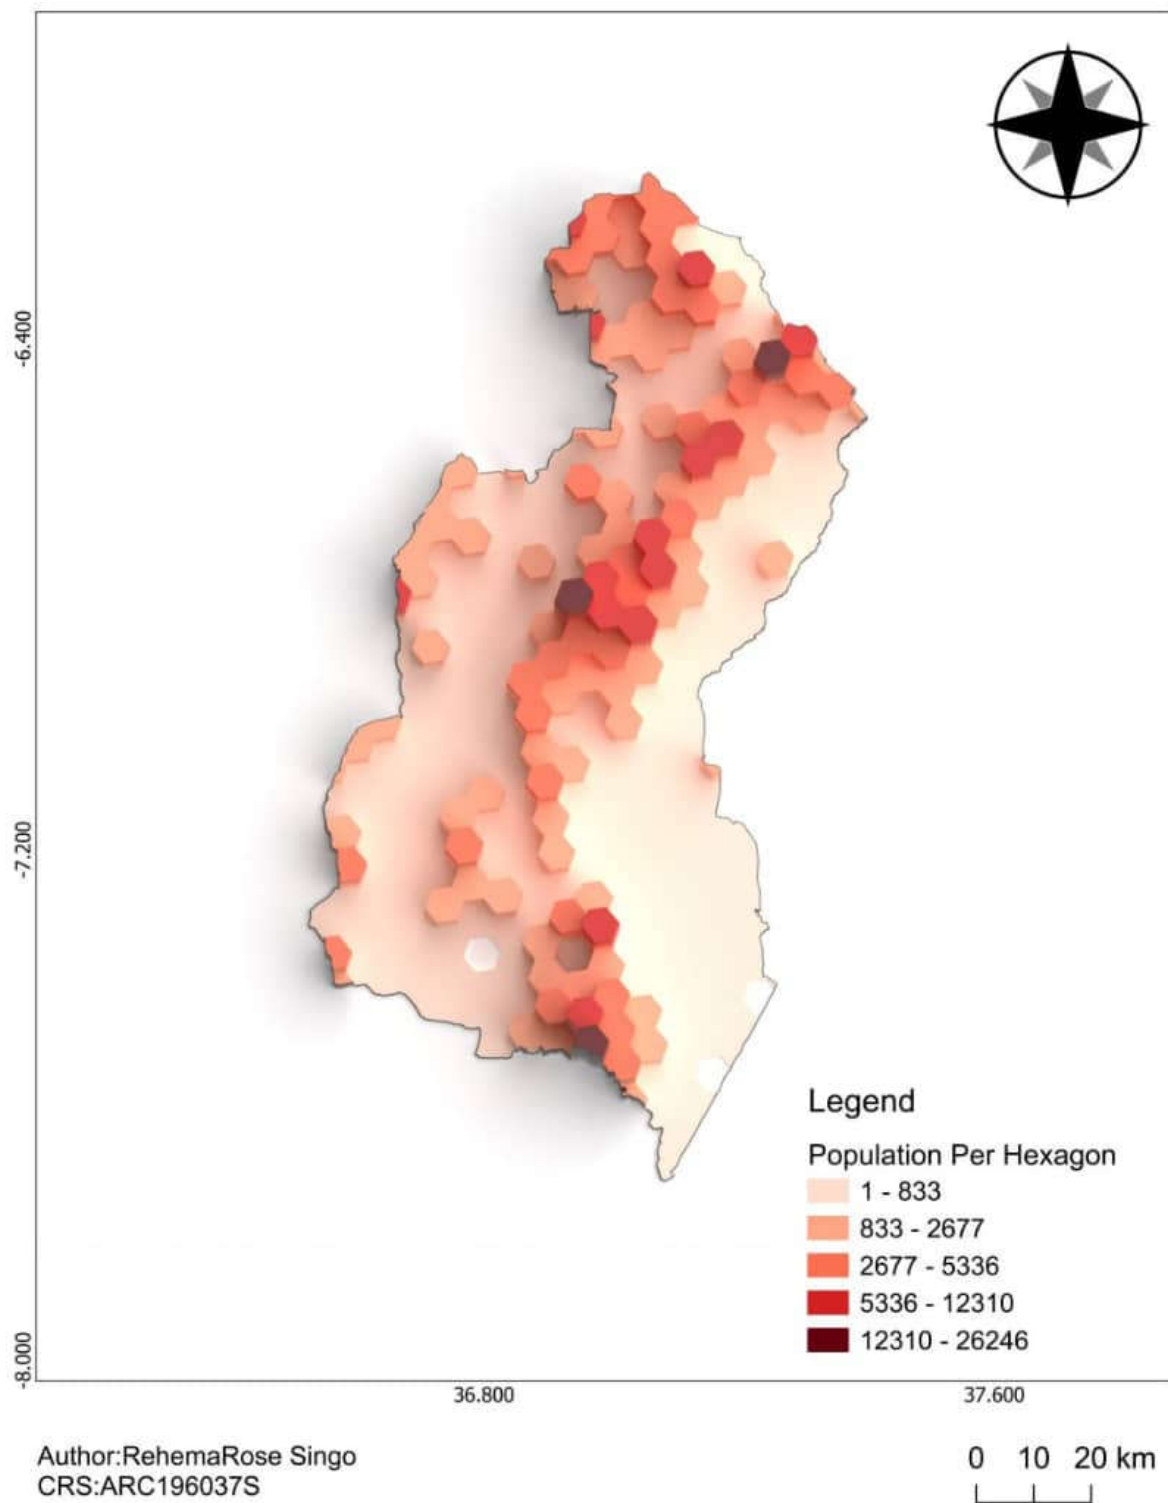 -6.400
-7.200
-8.000
36.800
37.600
Legend
Population Per Hexagon
1 - 833
833 - 2677
2677 - 5336
5336 - 12310
12310 - 26246
Author:RehemaRose Singo
CRS:ARC196037S
0 10 20 km